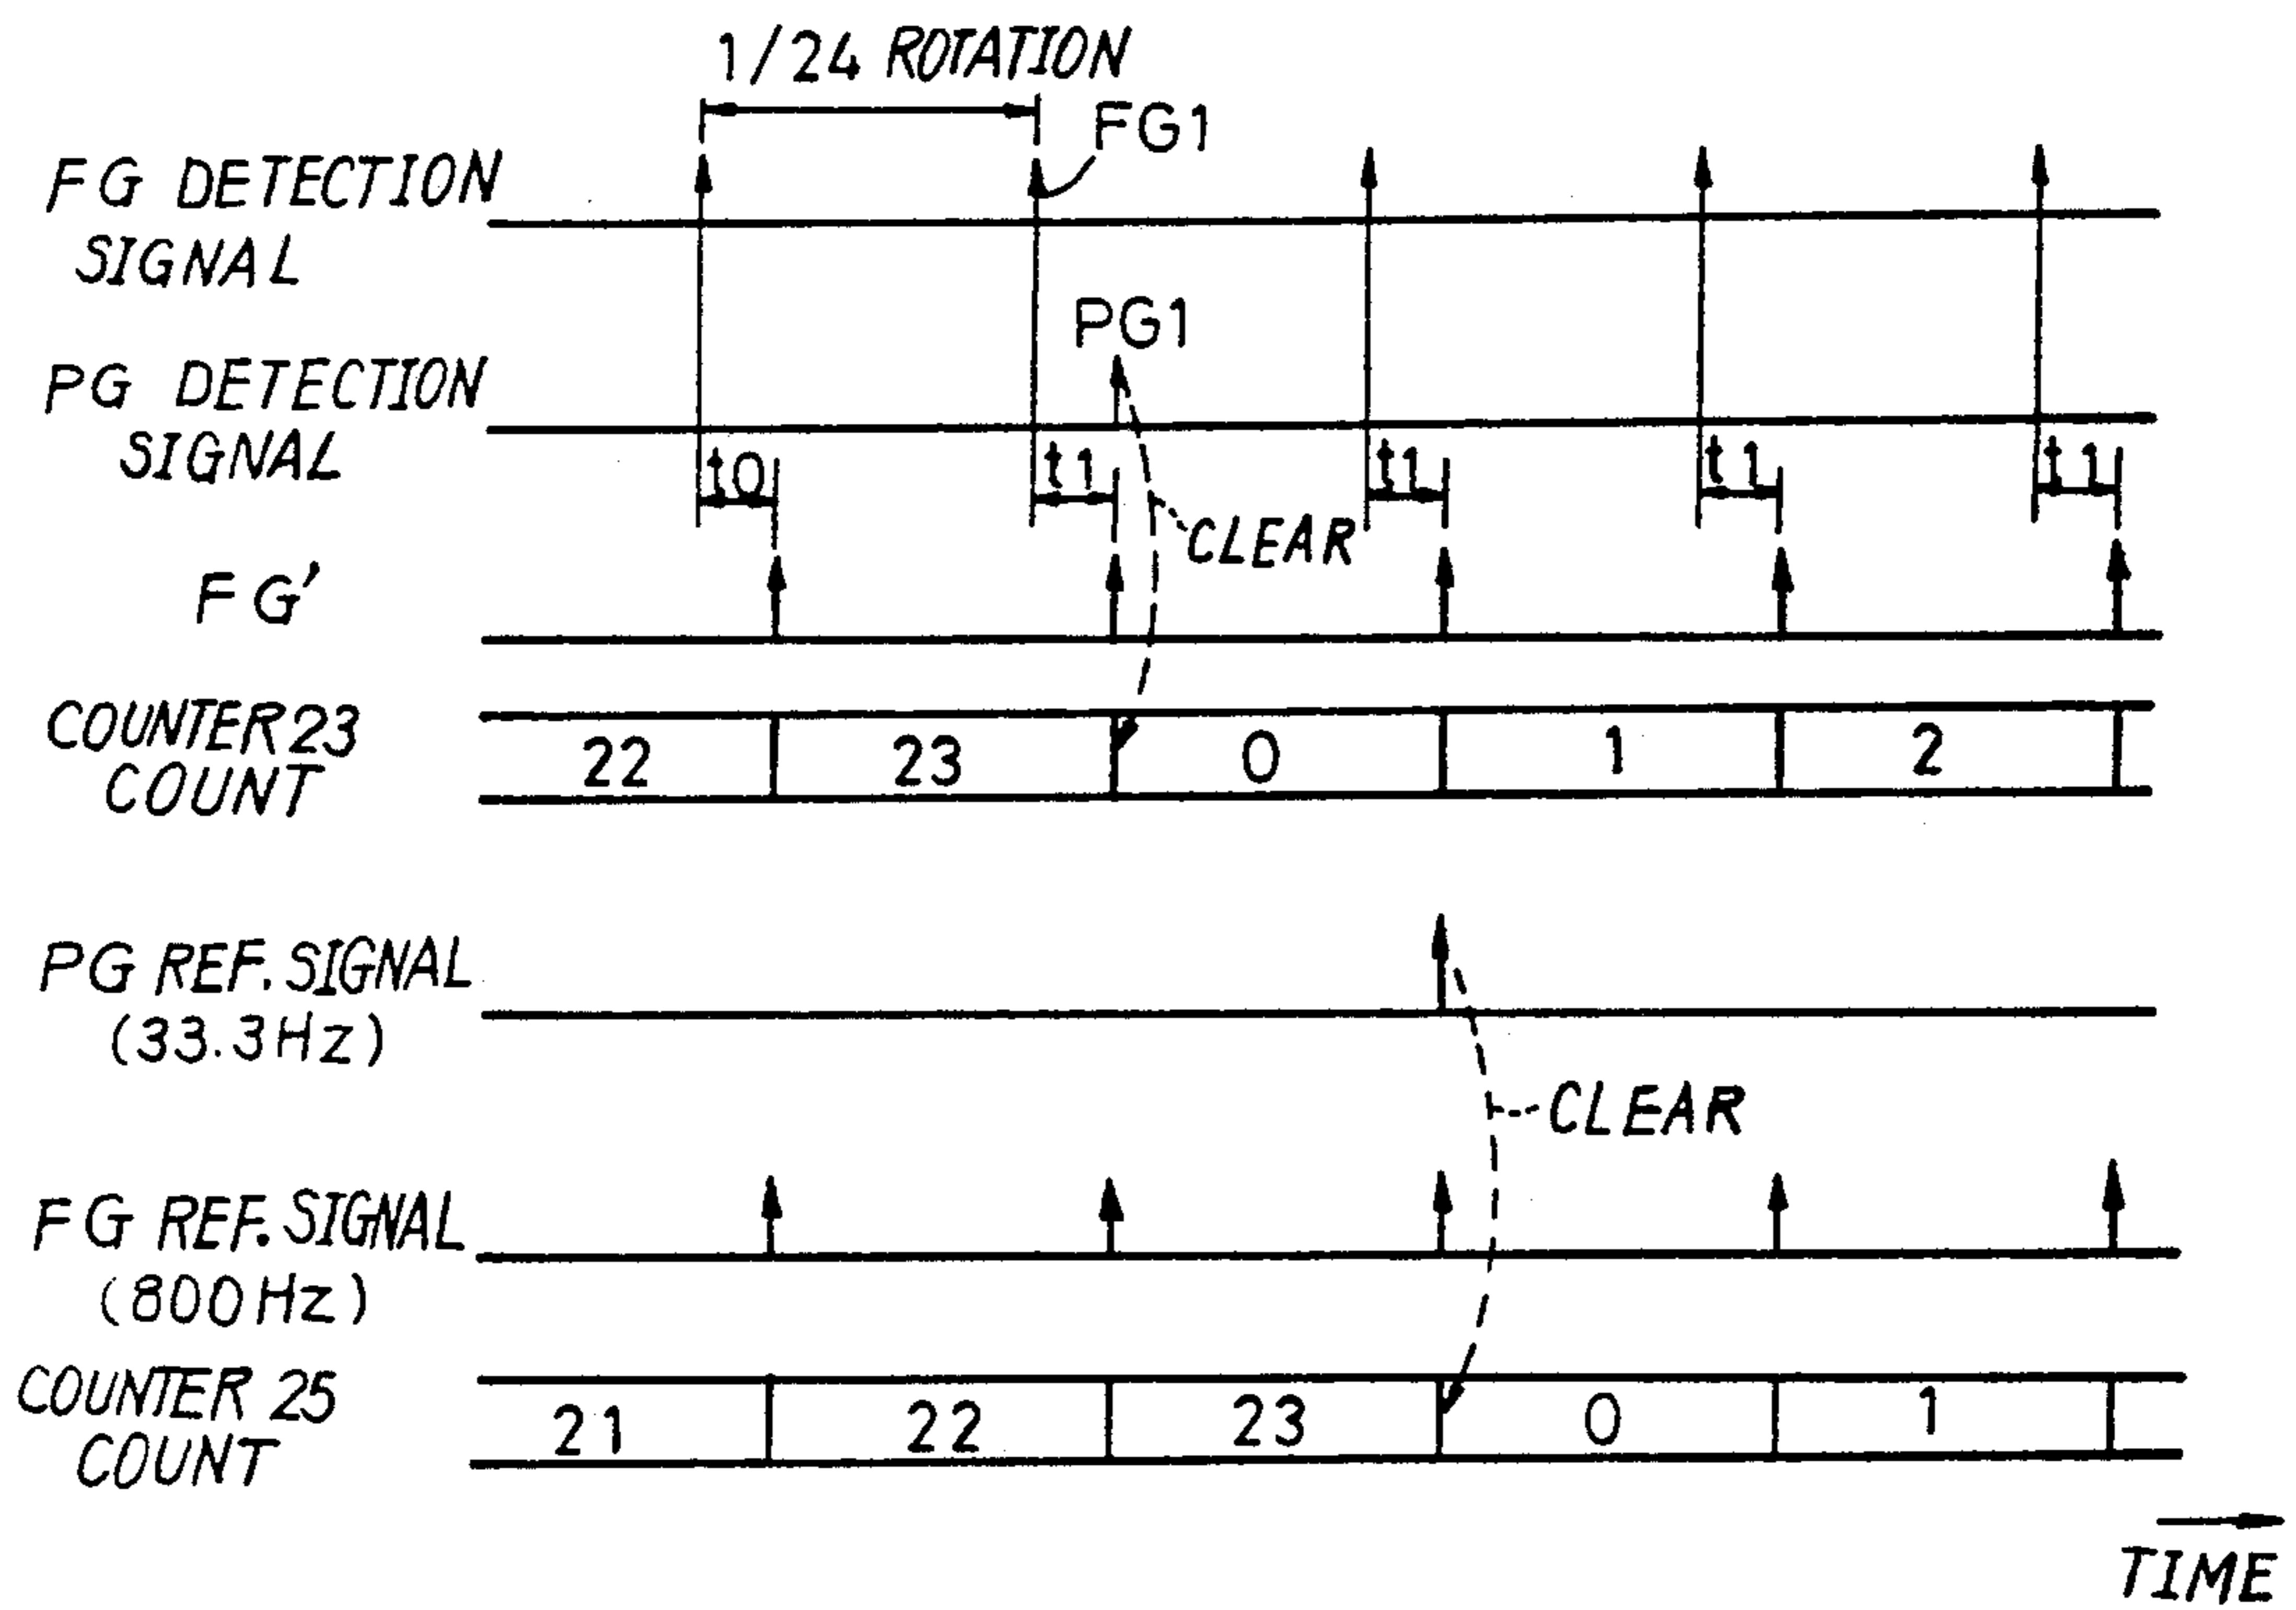 1/24 ROTATION
FG1
FG DETECTION
SIGNAL
PG1
PG DETECTION
SIGNAL
t0 t1 t1 t1 t1
CLEAR
FG'
COUNTER 23
COUNT
22 23 0 1 2
PG REF. SIGNAL
(33.3Hz)
CLEAR
FG REF. SIGNAL
(800Hz)
COUNTER 25
COUNT
21 22 23 0 1
TIME